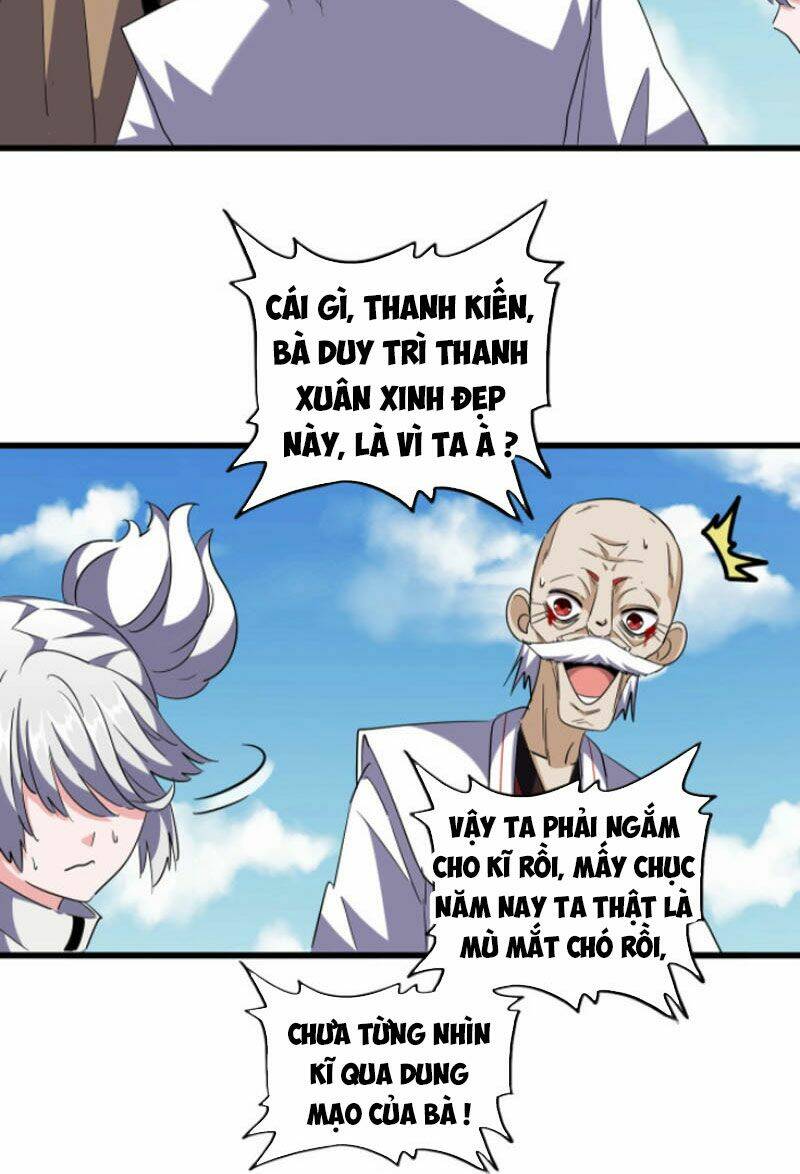 CÁI GÌ, THANH KIẾN,
BÀ DUY TRÌ THANH
XUÂN XINH ĐẸP
NÀY, LÀ VÌ TA À ?
VẬY TA PHẢI NGẮM
CHO KĨ RỒI, MẤY CHỤC
NĂM NAY TA THẬT LÀ
MÙ MẮT CHÓ RỒI,
CHƯA TỪNG NHÌN
KĨ QUA DUNG
MẠO CỦA BÀ !